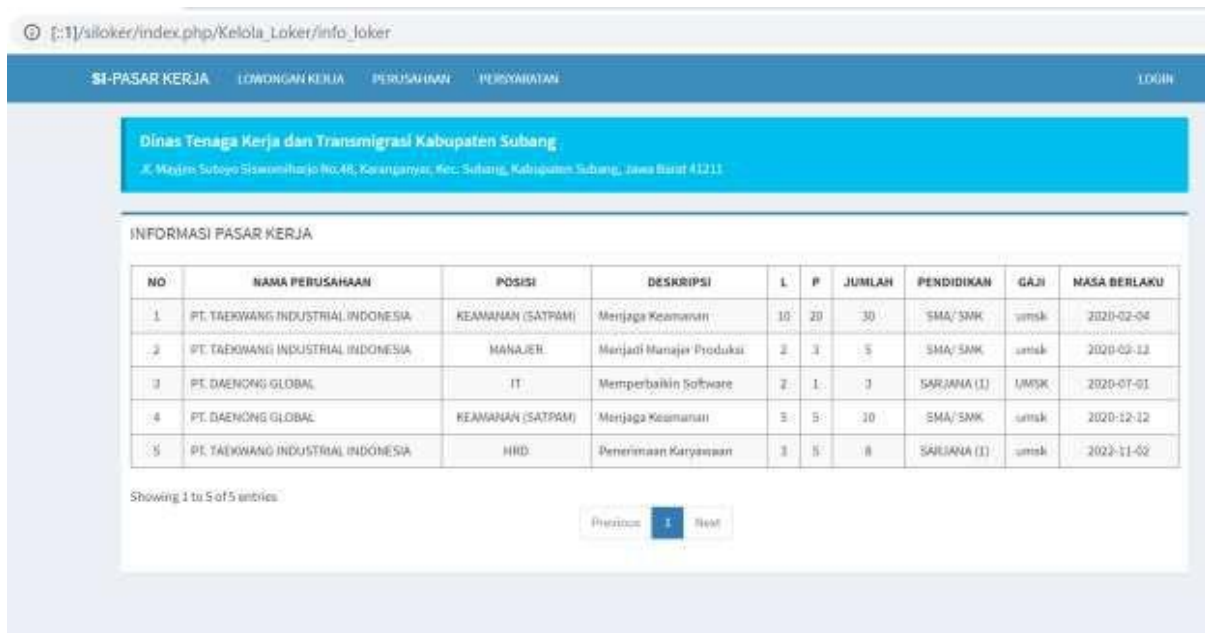 [::1]/siloker/index.php/Kelola_Loker/info_loker
SI-PASAR KERJA LOWONGAN KERJA PERUSAHAAN PERSYARATAN LOGIN
Dinas Tenaga Kerja dan Transmigrasi Kabupaten Subang
Jl. Mayjen Sutoyo Siswomiharjo No.48, Karanganyar, Kec. Subang, Kabupaten Subang, Jawa Barat 41211
INFORMASI PASAR KERJA
NO NAMA PERUSAHAAN POSISI DESKRIPSI L P JUMLAH PENDIDIKAN GAJI MASA BERLAKU
1 PT. TAEKWANG INDUSTRIAL INDONESIA KEAMANAN (SATPAM) Menjaga Keamanan 10 20 30 SMA/ SMK umsk 2020-02-04
2 PT. TAEKWANG INDUSTRIAL INDONESIA MANAJER Menjadi Manajer Produksi 2 3 5 SMA/ SMK umsk 2020-02-12
3 PT. DAENONG GLOBAL IT Memperbaikin Software 2 1 3 SARJANA (1) UMSK 2020-07-01
4 PT. DAENONG GLOBAL KEAMANAN (SATPAM) Menjaga Keamanan 5 5 10 SMA/ SMK umsk 2020-12-12
5 PT. TAEKWANG INDUSTRIAL INDONESIA HRD Penerimaan Karyawaan 3 5 8 SARJANA (1) umsk 2022-11-02
Showing 1 to 5 of 5 entries
Previous 1 Next